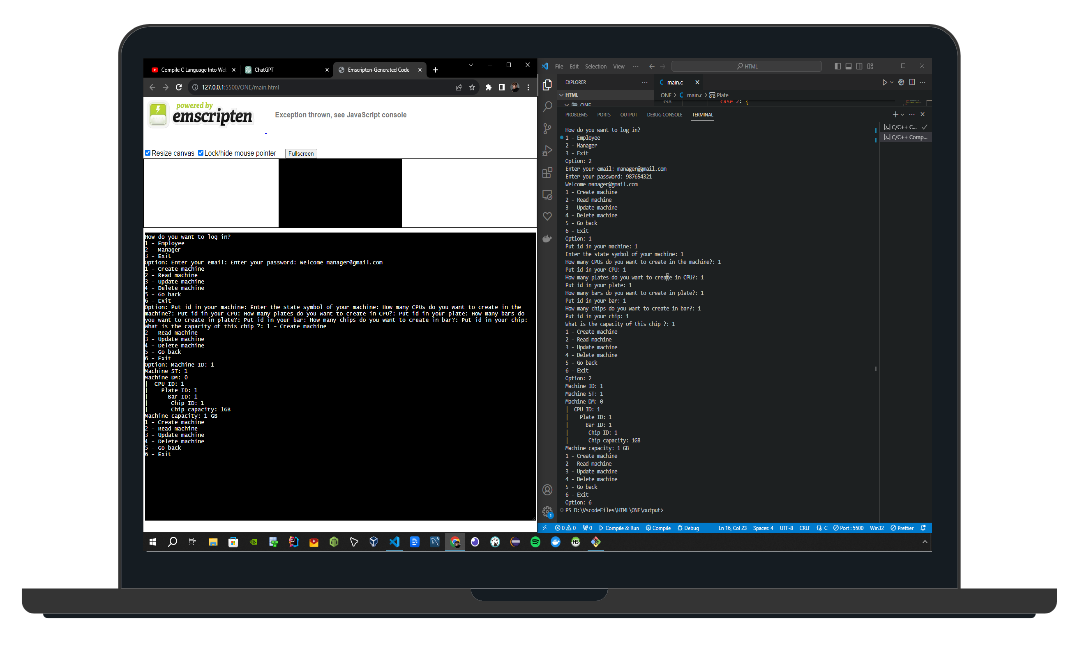 Compile C Language Into We
ChatGPT
Emscripten-Generated Code
127.0.0.1:5500/ONE/main.html
powered by
emscripten
Exception thrown, see JavaScript console
Resize canvas Lock/hide mouse pointer Fullscreen
How do you want to log in?
1 - Employee
2 - Manager
3 - Exit
Option: Enter your email: Enter your password: Welcome manager@gmail.com
1 - Create machine
2 - Read machine
3 - Update machine
4 - Delete machine
5 - Go back
6 - Exit
Option: Put id in your machine: Enter the state symbol of your machine: How many CPUs do you want to create in the
machine?: Put id in your CPU: How many plates do you want to create in CPU?: Put id in your plate: How many bars do
you want to create in plate?: Put id in your bar: How many chips do you want to create in bar?: Put id in your chip:
What is the capacity of this chip ?: 1 - Create machine
2 - Read machine
3 - Update machine
4 - Delete machine
5 - Go back
6 - Exit
Option: Machine ID: 1
Machine ST: 1
Machine DM: 0
| CPU ID: 1
| Plate ID: 1
| Bar ID: 1
| Chip ID: 1
| Chip capacity: 1GB
Machine capacity: 1 GB
1 - Create machine
2 - Read machine
3 - Update machine
4 - Delete machine
5 - Go back
6 - Exit
File Edit Selection View ... HTML
EXPLORER ... main.c
HTML
ONE > main.c > Plate
ONE
PROBLEMS PORTS OUTPUT DEBUG CONSOLE TERMINAL
C/C++ C...
C/C++ Comp...
How do you want to log in?
1 - Employee
2 - Manager
3 - Exit
Option: 2
Enter your email: manager@gmail.com
Enter your password: 987654321
Welcome manager@gmail.com
1 - Create machine
2 - Read machine
3 - Update machine
4 - Delete machine
5 - Go back
6 - Exit
Option: 1
Put id in your machine: 1
Enter the state symbol of your machine: 1
How many CPUs do you want to create in the machine?: 1
Put id in your CPU: 1
How many plates do you want to create in CPU?: 1
Put id in your plate: 1
How many bars do you want to create in plate?: 1
Put id in your bar: 1
How many chips do you want to create in bar?: 1
Put id in your chip: 1
What is the capacity of this chip ?: 1
1 - Create machine
2 - Read machine
3 - Update machine
4 - Delete machine
5 - Go back
6 - Exit
Option: 2
Machine ID: 1
Machine ST: 1
Machine DM: 0
| CPU ID: 1
| Plate ID: 1
| Bar ID: 1
| Chip ID: 1
| Chip capacity: 1GB
Machine capacity: 1 GB
1 - Create machine
2 - Read machine
3 - Update machine
4 - Delete machine
5 - Go back
6 - Exit
Option: 6
PS D:\VscodeFiles\HTML\ONE\output>
0 0 0 Compile & Run Compile Debug Ln 16, Col 23 Spaces: 4 UTF-8 CRLF C Port : 5500 Win32 Prettier